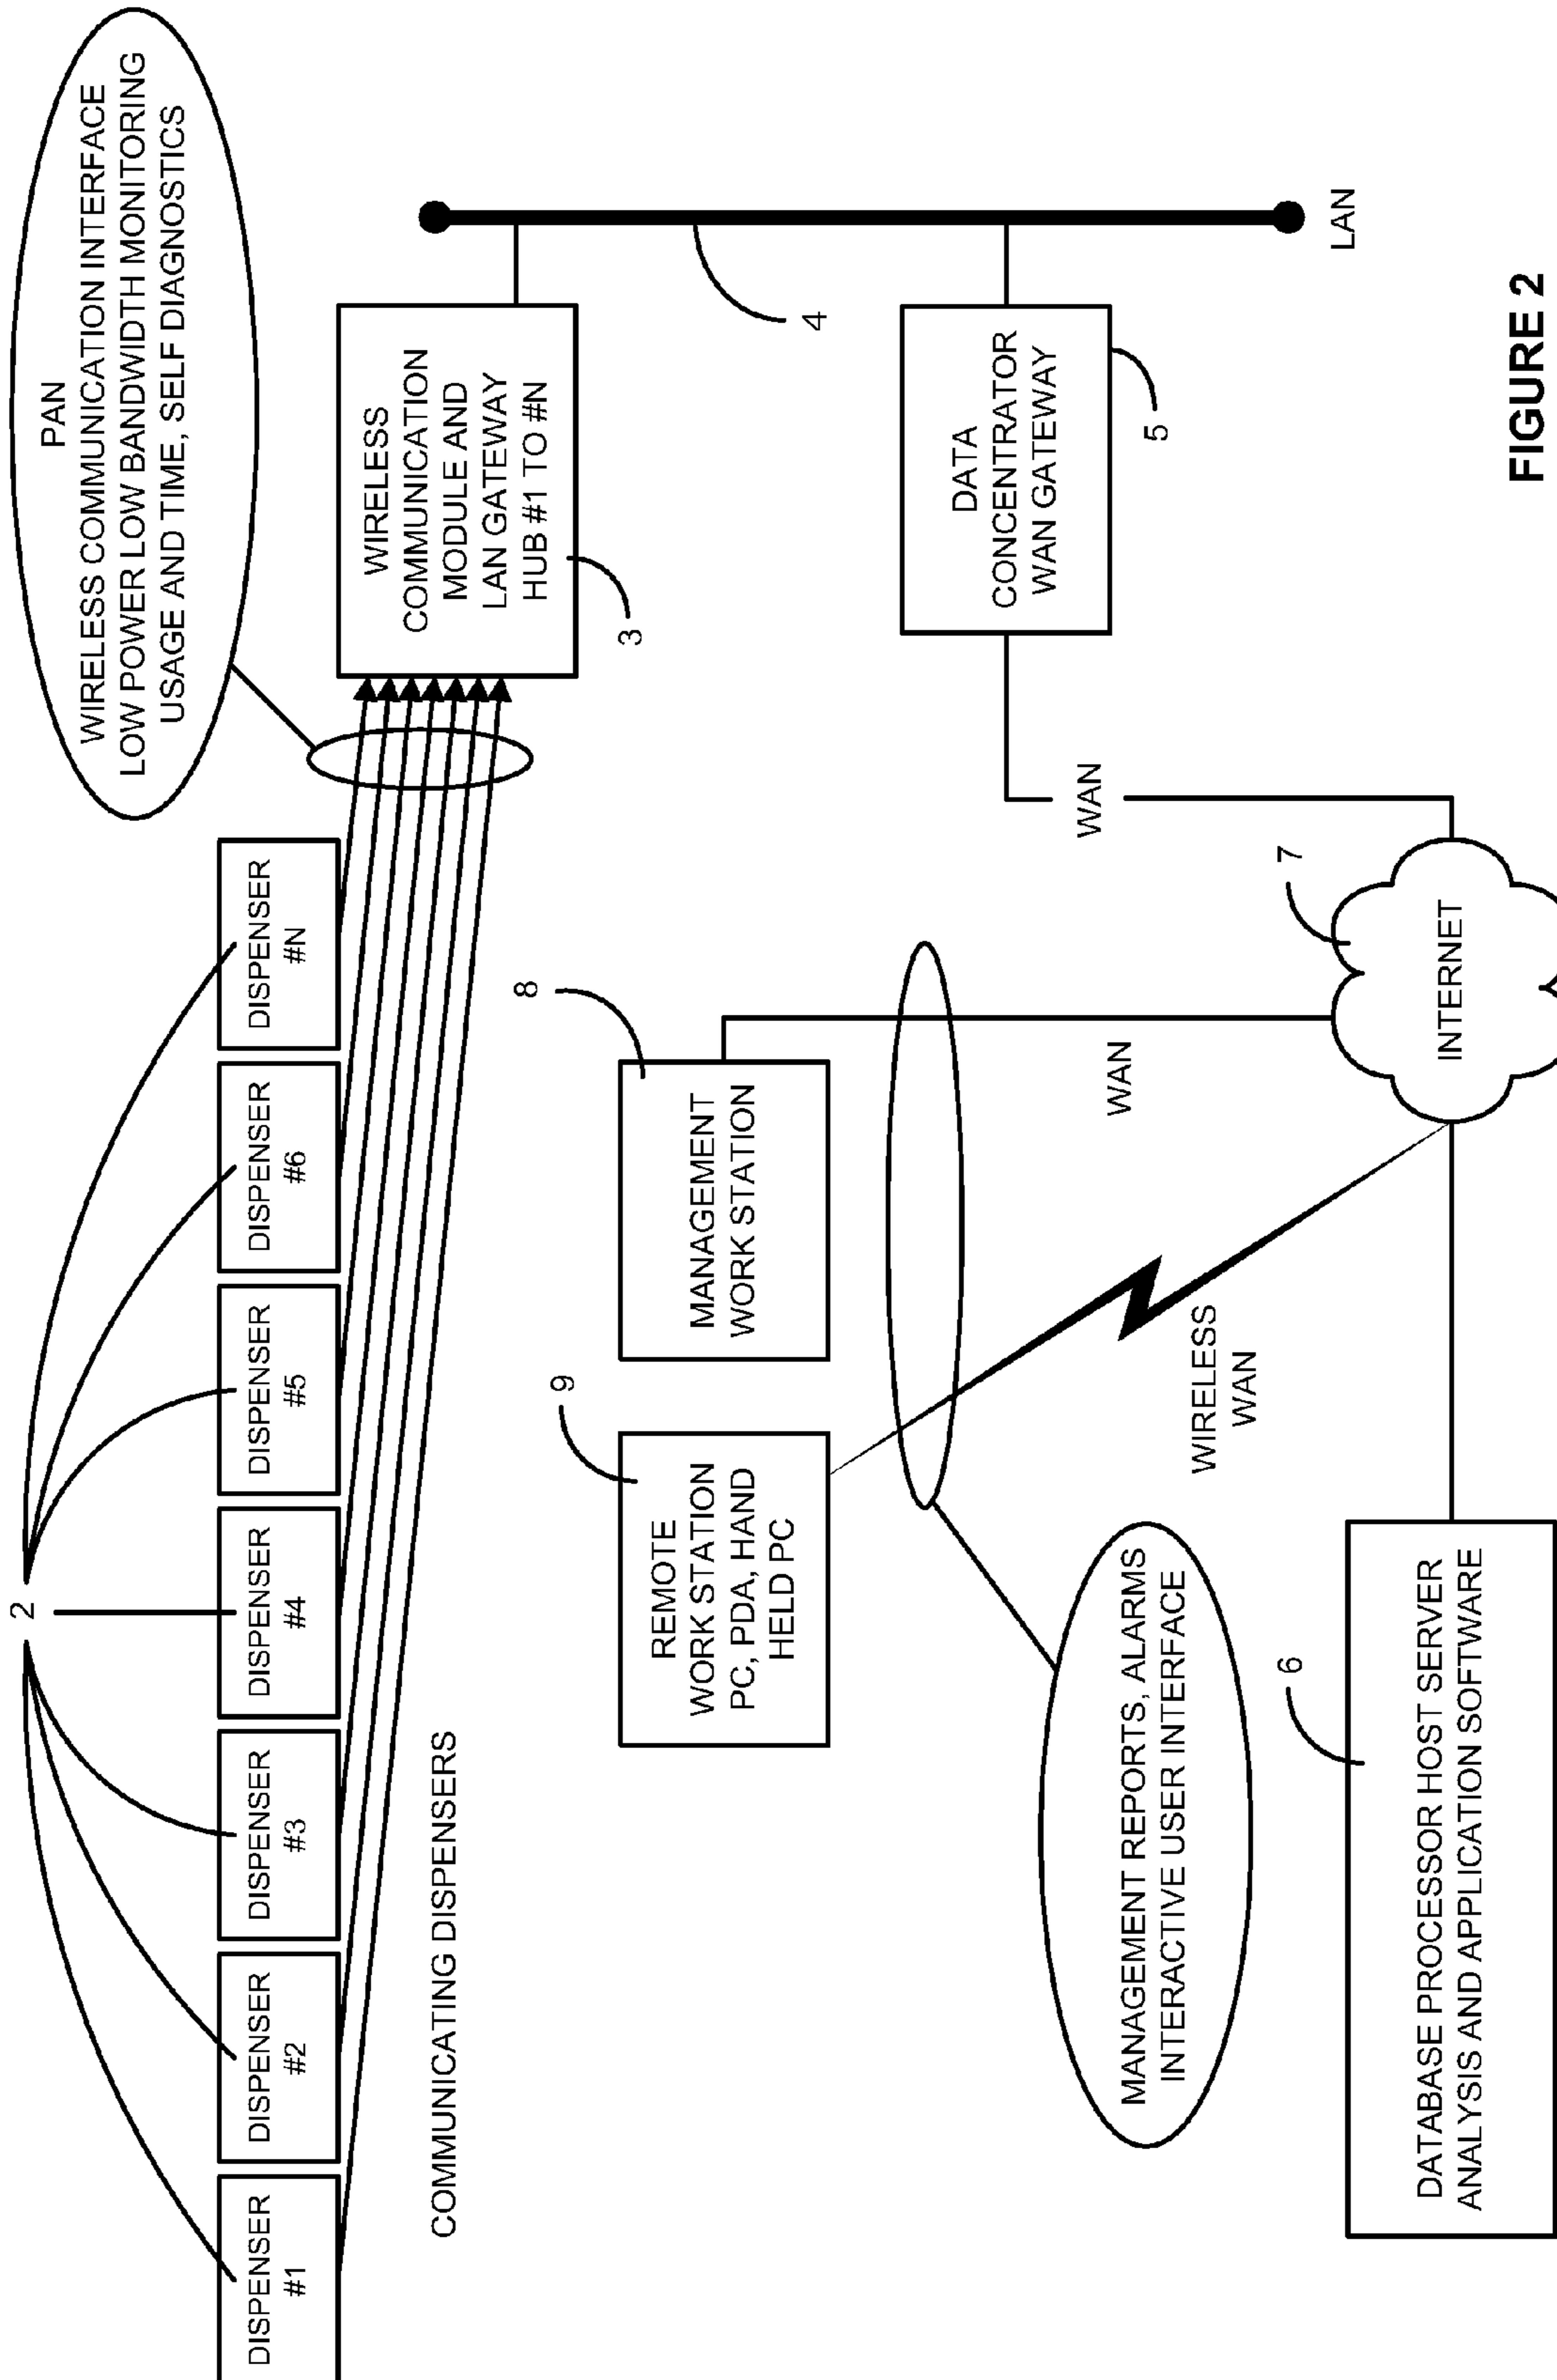 PAN
WIRELESS COMMUNICATION INTERFACE
LOW POWER LOW BANDWIDTH MONITORING
USAGE AND TIME, SELF DIAGNOSTICS
2
DISPENSER
#1
DISPENSER
#2
DISPENSER
#3
DISPENSER
#4
DISPENSER
#5
DISPENSER
#6
DISPENSER
#N
COMMUNICATING DISPENSERS
WIRELESS
COMMUNICATION
MODULE AND
LAN GATEWAY
HUB #1 TO #N
3
4
LAN
DATA
CONCENTRATOR
WAN GATEWAY
5
WAN
8
MANAGEMENT
WORK STATION
9
REMOTE
WORK STATION
PC, PDA, HAND
HELD PC
WAN
WIRELESS
WAN
MANAGEMENT REPORTS, ALARMS
INTERACTIVE USER INTERFACE
7
INTERNET
6
DATABASE PROCESSOR HOST SERVER
ANALYSIS AND APPLICATION SOFTWARE
FIGURE 2